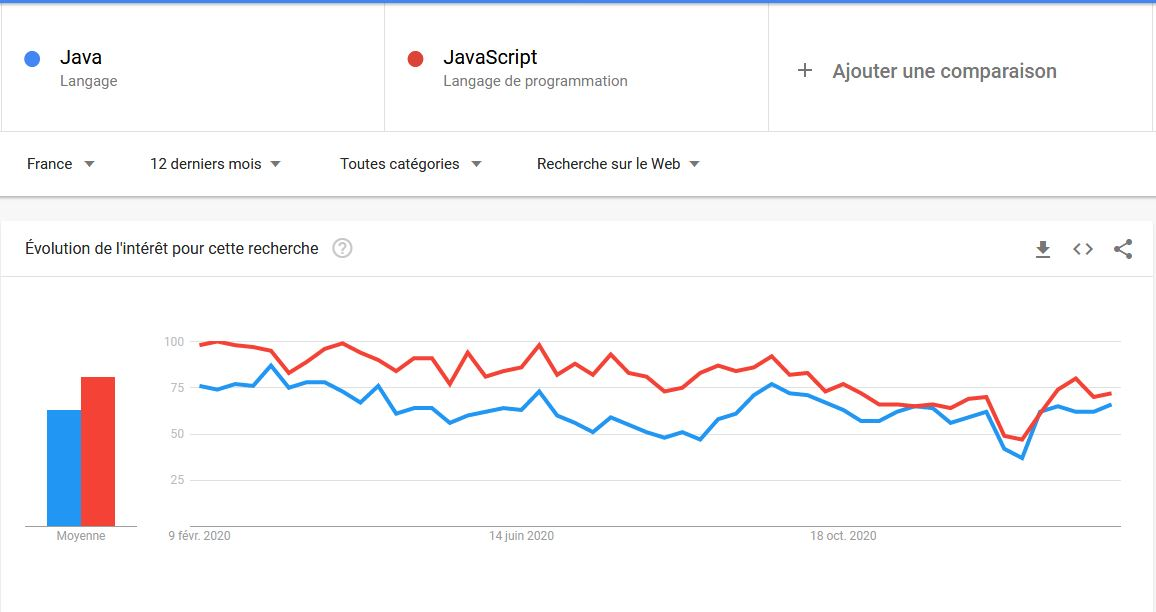 Java
Langage
JavaScript
Langage de programmation
+ Ajouter une comparaison
France
12 derniers mois
Toutes catégories
Recherche sur le Web
Évolution de l'intérêt pour cette recherche ?
100
75
50
25
Moyenne
9 févr. 2020
14 juin 2020
18 oct. 2020